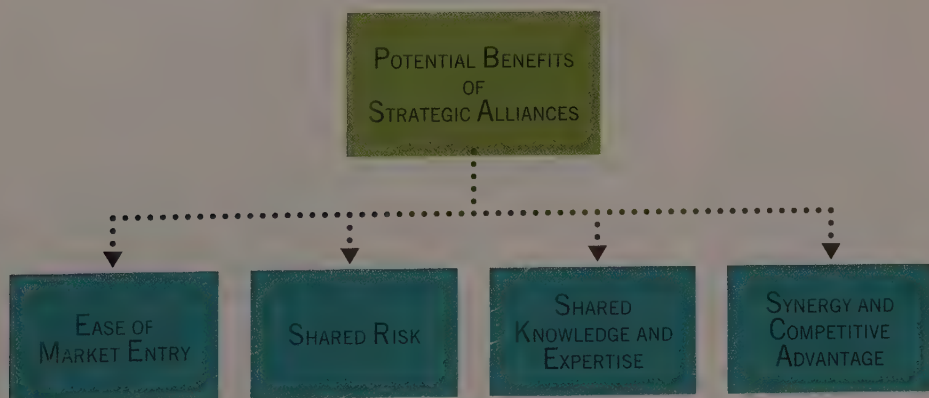 POTENTIAL BENEFITS
OF
STRATEGIC ALLIANCES
EASE OF
MARKET ENTRY
SHARED RISK
SHARED
KNOWLEDGE AND
EXPERTISE
SYNERGY AND
COMPETITIVE
ADVANTAGE